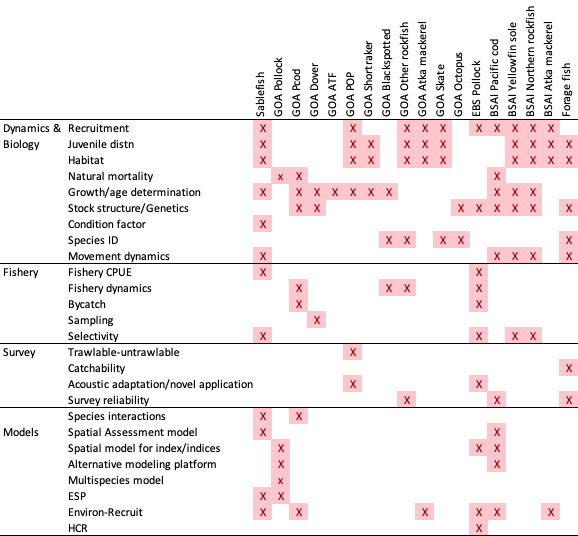 Sablefish
GOA Pollock
GOA Pcod
GOA Dover
GOA ATF
GOA POP
GOA Shortraker
GOA Blackspotted
GOA Other rockfish
GOA Atka mackerel
GOA Skate
GOA Octopus
EBS Pollock
BSAI Pacific cod
BSAI Yellowfin sole
BSAI Northern rockfish
BSAI Atka mackerel
Forage fish
Dynamics & Recruitment X X X X X X X X X X
Biology Juvenile distn X X X X X X X X X X
Habitat X X X X X X X X X X
Natural mortality x X X
Growth/age determination X X X X X X X X X X
Stock structure/Genetics X X X X X X X X
Condition factor X
Species ID X X X X X
Movement dynamics X X X X X
Fishery Fishery CPUE X X
Fishery dynamics X X X X
Bycatch X X
Sampling X
Selectivity X X X X
Survey Trawlable-untrawlable X
Catchability X
Acoustic adaptation/novel application X X
Survey reliability X X X
Species interactions X X
Models Spatial Assessment model X X
Spatial model for index/indices X X X
Alternative modeling platform X X
Multispecies model x
ESP X X
Environ-Recruit X X X X X X
HCR X